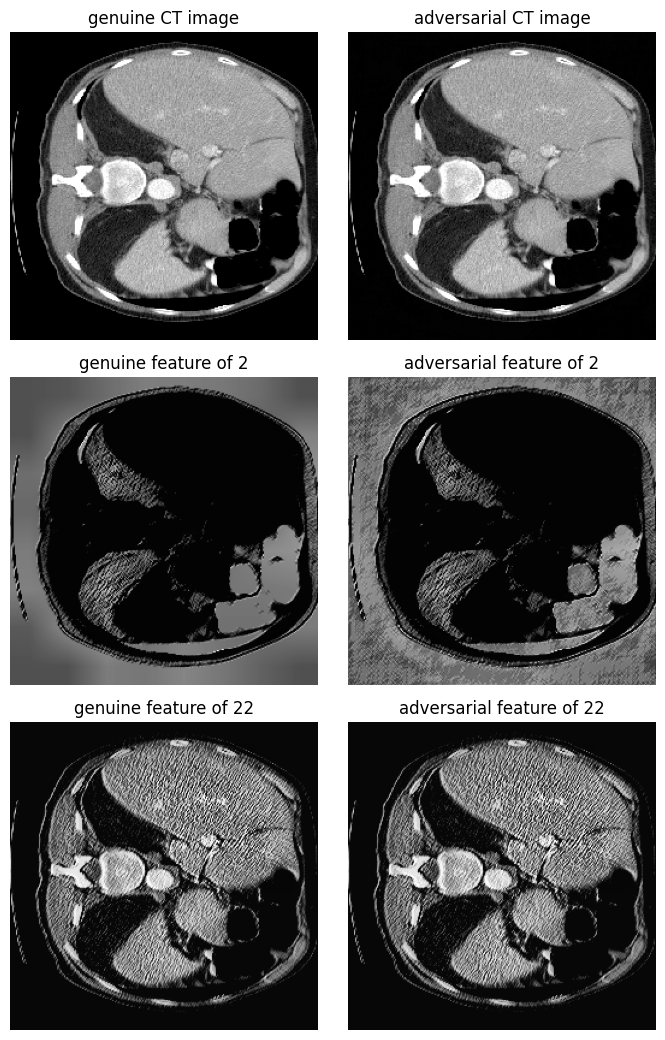 genuine CT image
adversarial CT image
genuine feature of 2
adversarial feature of 2
genuine feature of 22
adversarial feature of 22